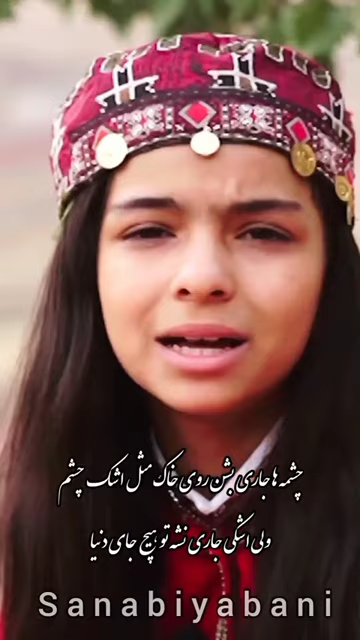 چشمه ها جاری بشن روی خاک مثل اشک چشم
ولی اشکی جاری نشه تو هیچ جای دنیا
Sanabiyabani